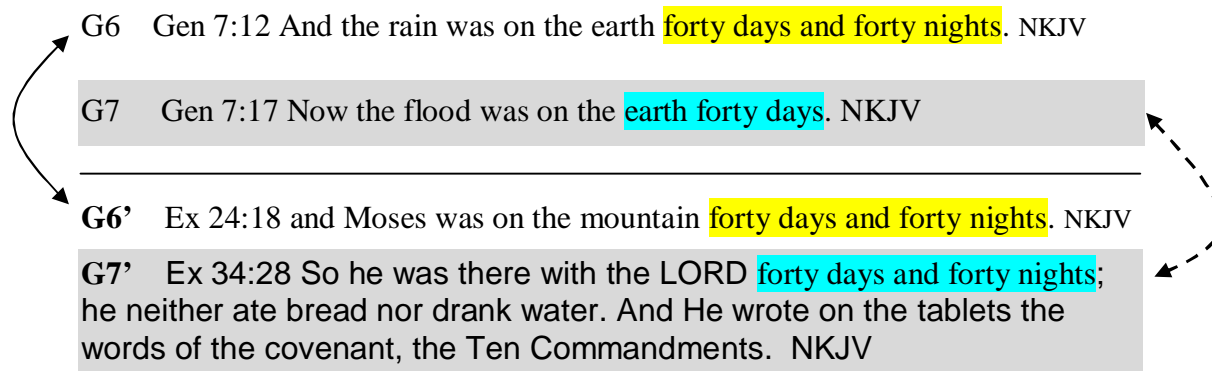 G6 Gen 7:12 And the rain was on the earth forty days and forty nights. NKJV
G7 Gen 7:17 Now the flood was on the earth forty days. NKJV
G6’ Ex 24:18 and Moses was on the mountain forty days and forty nights. NKJV
G7’ Ex 34:28 So he was there with the LORD forty days and forty nights;
he neither ate bread nor drank water. And He wrote on the tablets the
words of the covenant, the Ten Commandments. NKJV